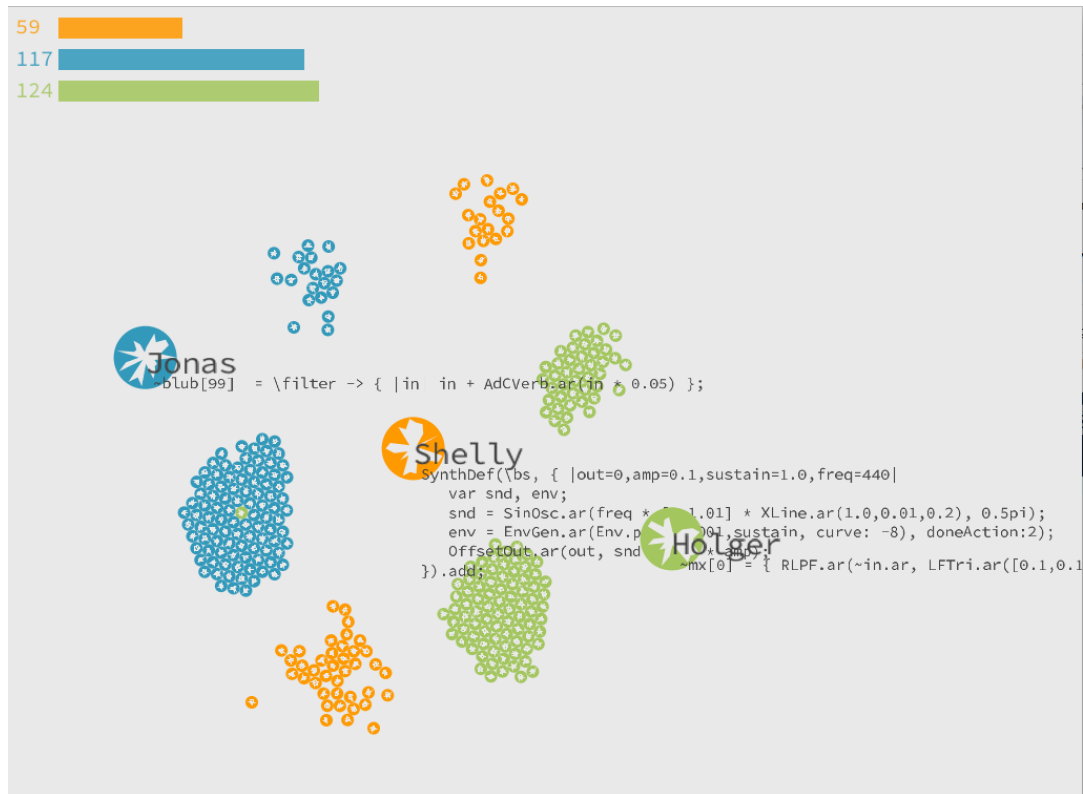 59
117
124
Jonas
~blub[99]  = \filter -> { |in  in + AdCVerb.ar(in * 0.05) };
Shelly
SynthDef(\bs, { |out=0,amp=0.1,sustain=1.0,freq=440|
var snd, env;
snd = SinOsc.ar(freq * 1.01] * XLine.ar(1.0,0.01,0.2), 0.5pi);
env = EnvGen.ar(Env. sustain, curve: -8), doneAction:2);
Holger
OffsetOut.ar(out, snd * amp);
~mx[0] = { RLPF.ar(~in.ar, LFTri.ar([0.1,0.1
}).add;